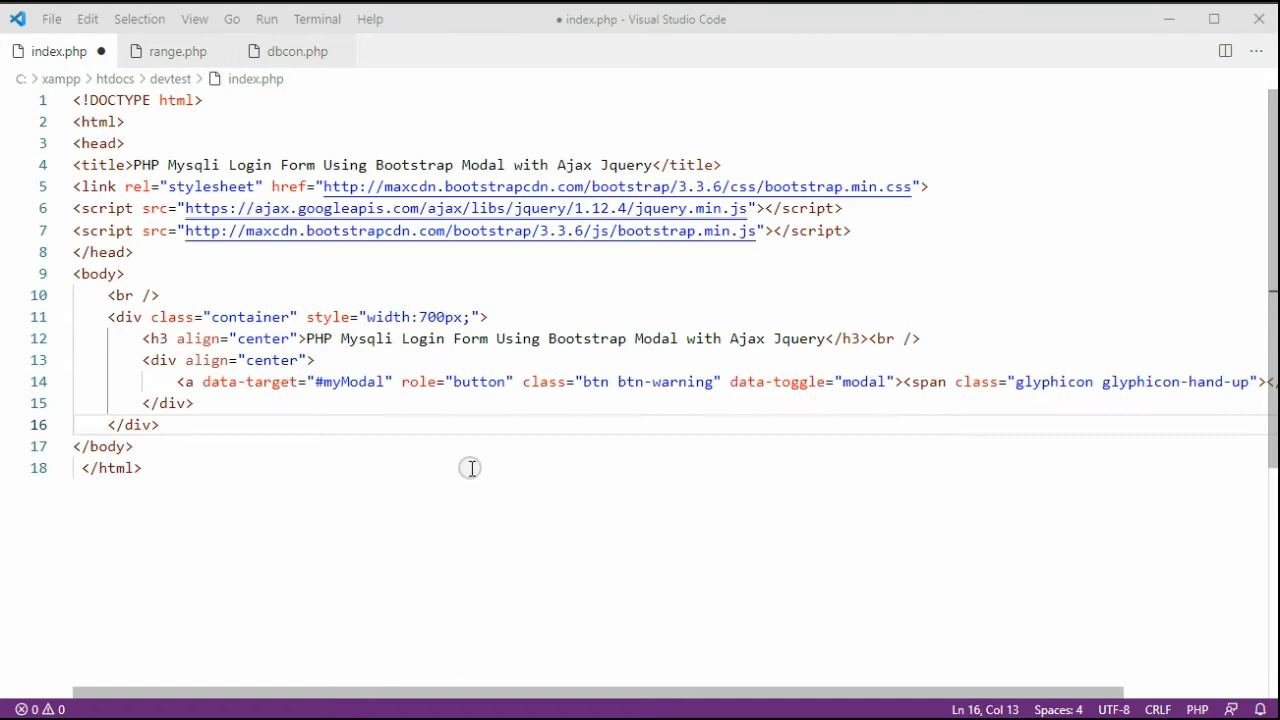 File Edit Selection View Go Run Terminal Help ● index.php - Visual Studio Code
index.php ● range.php dbcon.php
C: > xampp > htdocs > devtest > index.php
1 <!DOCTYPE html>
2 <html>
3 <head>
4 <title>PHP Mysqli Login Form Using Bootstrap Modal with Ajax Jquery</title>
5 <link rel="stylesheet" href="http://maxcdn.bootstrapcdn.com/bootstrap/3.3.6/css/bootstrap.min.css">
6 <script src="https://ajax.googleapis.com/ajax/libs/jquery/1.12.4/jquery.min.js"></script>
7 <script src="http://maxcdn.bootstrapcdn.com/bootstrap/3.3.6/js/bootstrap.min.js"></script>
8 </head>
9 <body>
10 <br />
11 <div class="container" style="width:700px;">
12 <h3 align="center">PHP Mysqli Login Form Using Bootstrap Modal with Ajax Jquery</h3><br />
13 <div align="center">
14 <a data-target="#myModal" role="button" class="btn btn-warning" data-toggle="modal"><span class="glyphicon glyphicon-hand-up"></
15 </div>
16 </div>
17 </body>
18 </html>
0 0 Ln 16, Col 13 Spaces: 4 UTF-8 CRLF PHP